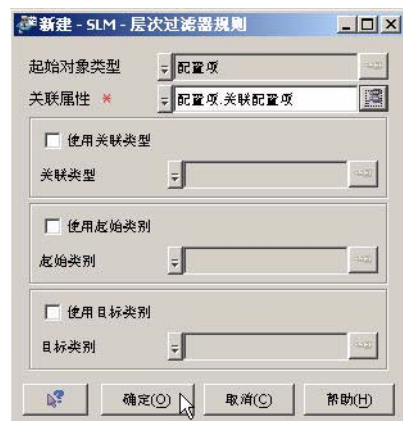 新建 - SLM - 层次过滤器规则
起始对象类型 配置项
关联属性 * 配置项.关联配置项
使用关联类型
关联类型
使用起始类别
起始类别
使用目标类别
目标类别
确定(O) 取消(C) 帮助(H)